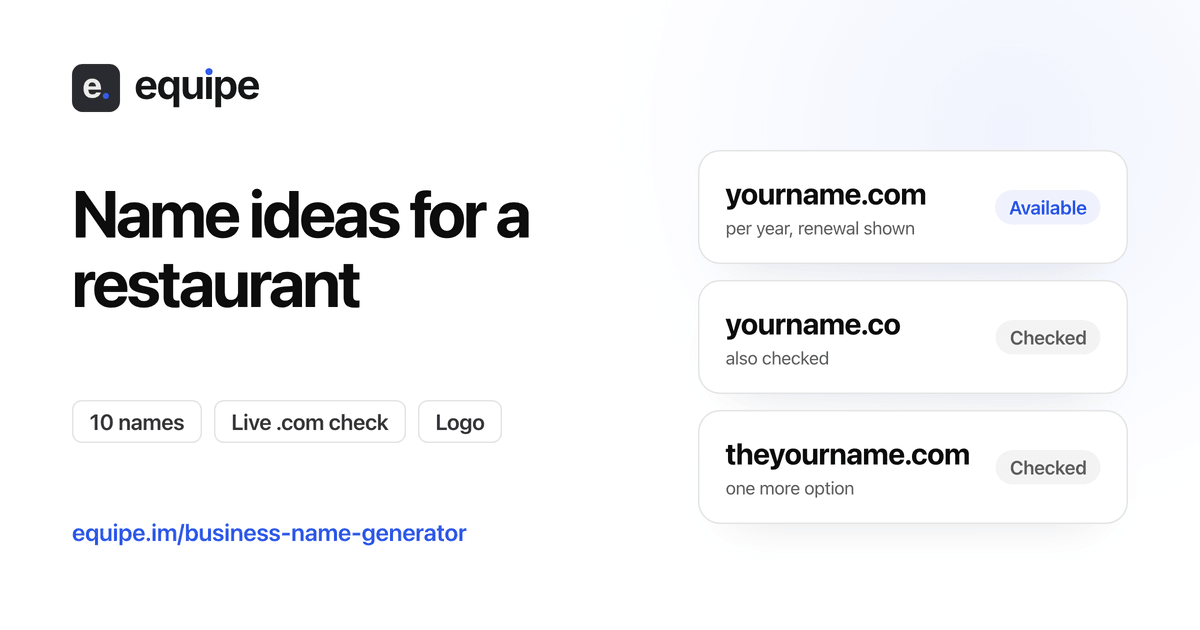 e.
equipe
Name ideas for a
restaurant
10 names
Live .com check
Logo
equipe.im/business-name-generator
yourname.com
per year, renewal shown
Available
yourname.co
also checked
Checked
theyourname.com
one more option
Checked